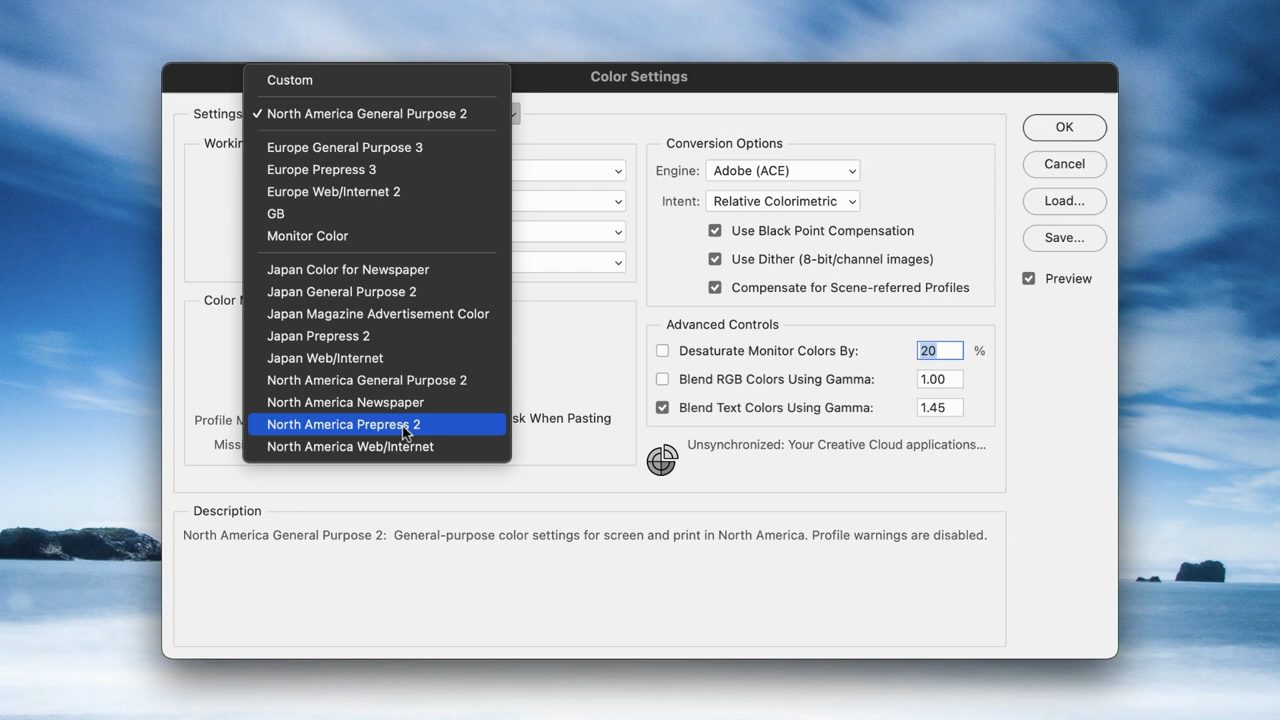 Color Settings
Custom
Settings
✓ North America General Purpose 2
Europe General Purpose 3
Europe Prepress 3
Europe Web/Internet 2
GB
Monitor Color
Japan Color for Newspaper
Japan General Purpose 2
Japan Magazine Advertisement Color
Japan Prepress 2
Japan Web/Internet
North America General Purpose 2
North America Newspaper
North America Prepress 2
North America Web/Internet
Color
Profile
When Pasting
Conversion Options
Engine: Adobe (ACE)
Intent: Relative Colorimetric
Use Black Point Compensation
Use Dither (8-bit/channel images)
Compensate for Scene-referred Profiles
Advanced Controls
Desaturate Monitor Colors By: 20 %
Blend RGB Colors Using Gamma: 1.00
Blend Text Colors Using Gamma: 1.45
Unsynchronized: Your Creative Cloud applications...
OK
Cancel
Load...
Save...
Preview
Description
North America General Purpose 2: General-purpose color settings for screen and print in North America. Profile warnings are disabled.